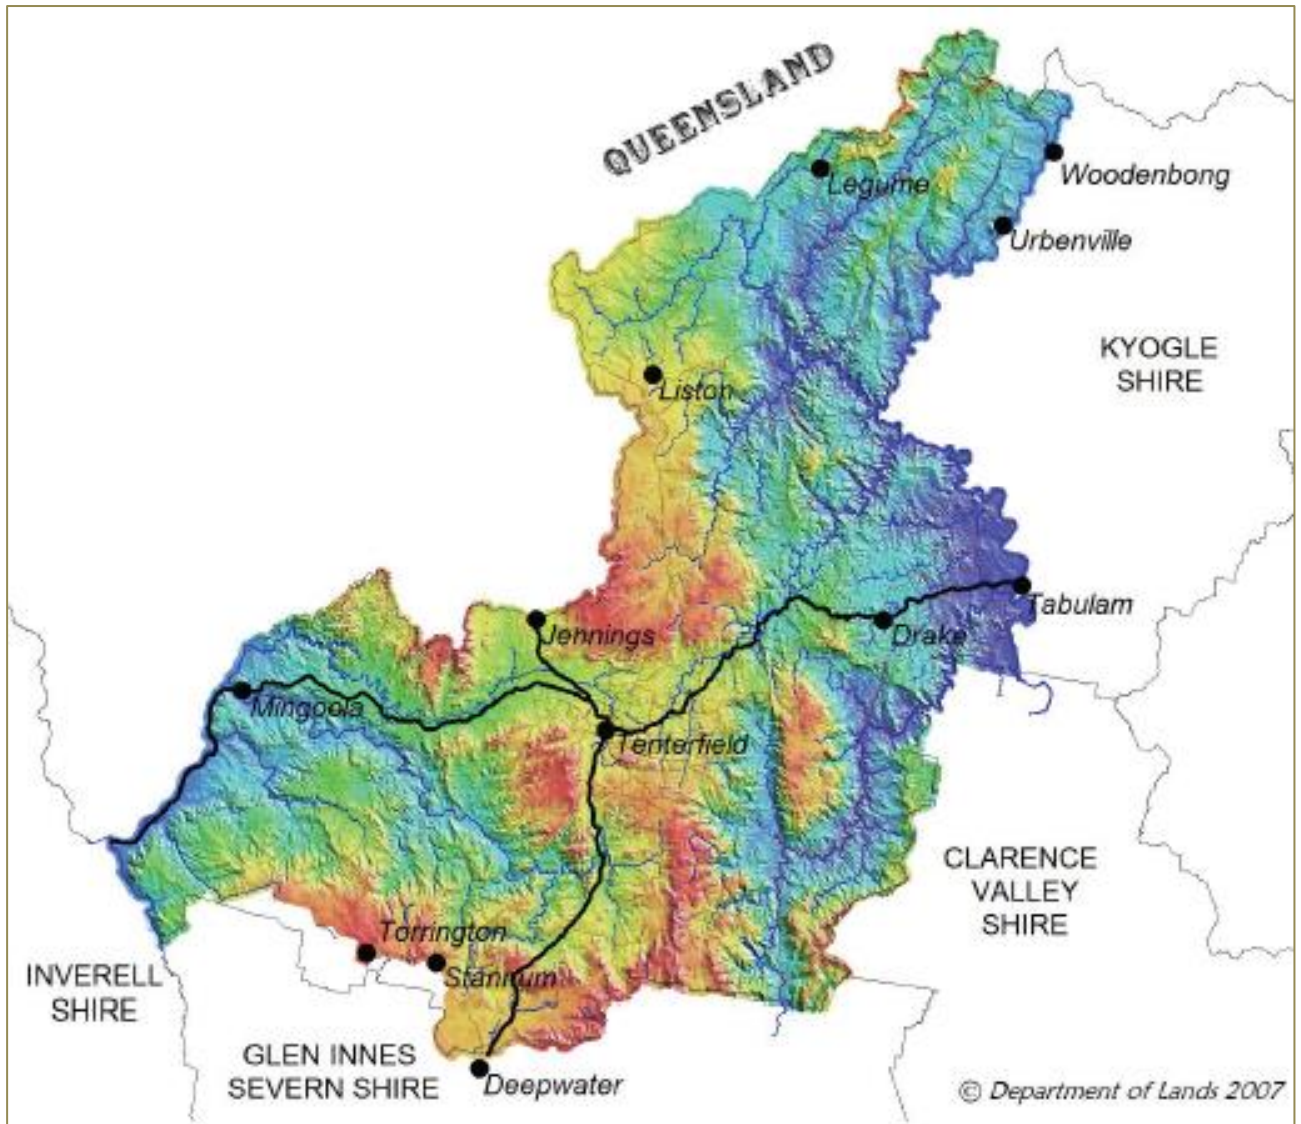 QUEENSLAND
Legume
Woodenbong
Urbenville
KYOGLE
SHIRE
Liston
Tabulam
Jennings
Drake
Mingoola
Tenterfield
CLARENCE
VALLEY
SHIRE
Torrington
Stannum
INVERELL
SHIRE
GLEN INNES
SEVERN SHIRE
Deepwater
© Department of Lands 2007